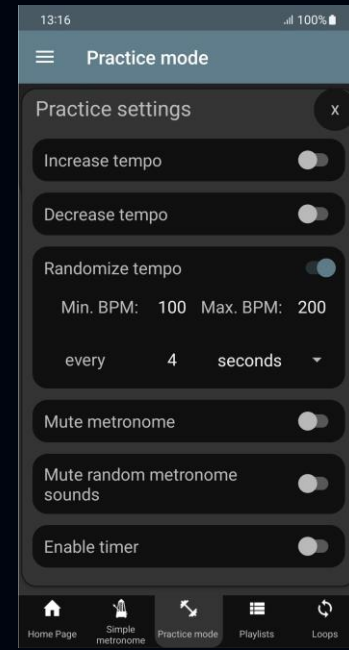 13:16 100%
Practice mode
Practice settings x
Increase tempo
Decrease tempo
Randomize tempo
Min. BPM: 100 Max. BPM: 200
every 4 seconds
Mute metronome
Mute random metronome
sounds
Enable timer
Home Page Simple
metronome Practice mode Playlists Loops